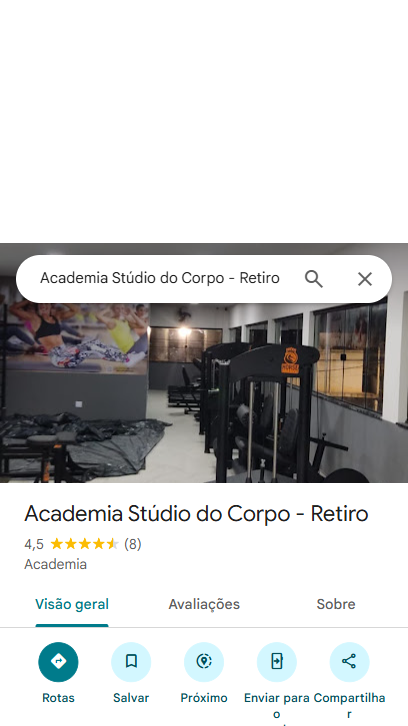 Academia Stúdio do Corpo - Retiro
Academia Stúdio do Corpo - Retiro
4,5 (8)
Academia
Visão geral Avaliações Sobre
Rotas Salvar Próximo Enviar para o Compartilhar